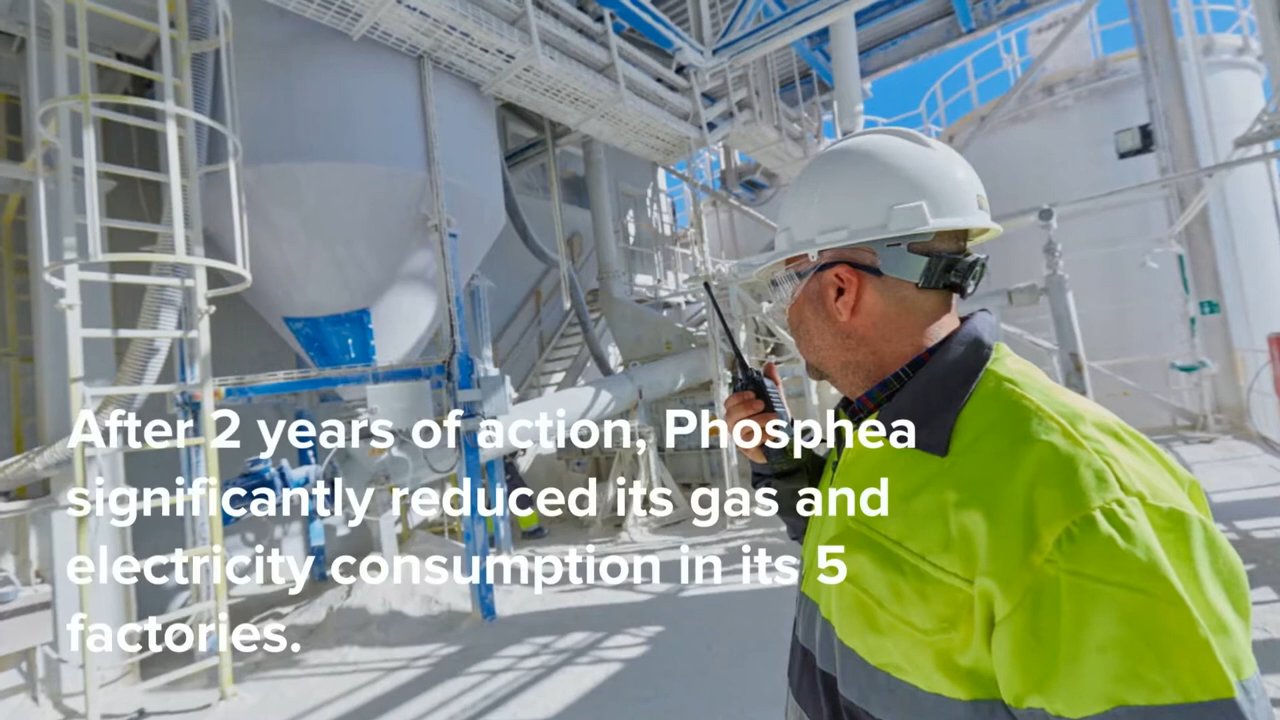 After 2 years of action, Phosphea
significantly reduced its gas and
electricity consumption in its 5
factories.